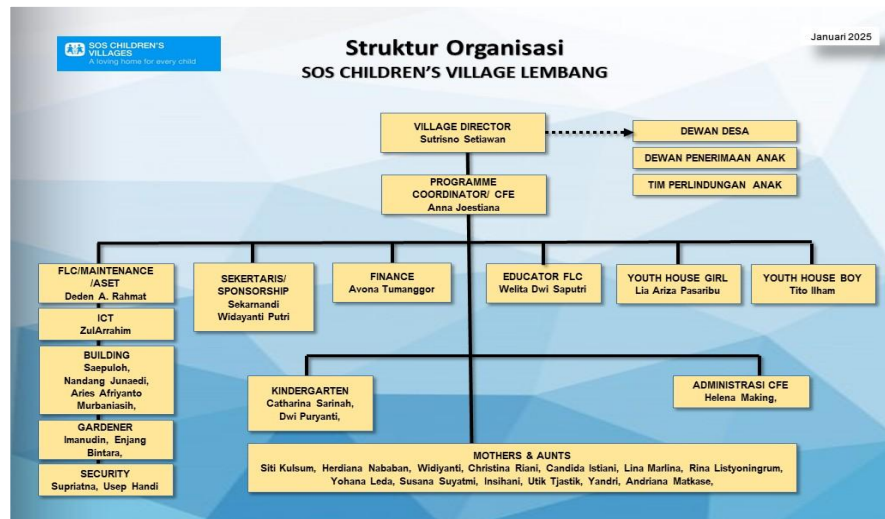 SOS CHILDREN'S
VILLAGES
A loving home for every child
Struktur Organisasi
SOS CHILDREN'S VILLAGE LEMBANG
Januari 2025
VILLAGE DIRECTOR
Sutrisno Setiawan
DEWAN DESA
DEWAN PENERIMAAN ANAK
TIM PERLINDUNGAN ANAK
PROGRAMME
COORDINATOR/ CFE
Anna Joestiana
FLC/MAINTENANCE
/ASET
Deden A. Rahmat
SEKERTARIS/
SPONSORSHIP
Sekarnandi
Widayanti Putri
FINANCE
Avona Tumanggor
EDUCATOR FLC
Welita Dwi Saputri
YOUTH HOUSE GIRL
Lia Ariza Pasaribu
YOUTH HOUSE BOY
Tito Ilham
ICT
ZulArrahim
BUILDING
Saepuloh,
Nandang Junaedi,
Aries Afriyanto
Murbaniasih,
GARDENER
Imanudin, Enjang
Bintara,
SECURITY
Supriatna, Usep Handi
KINDERGARTEN
Catharina Sarinah,
Dwi Puryanti,
ADMINISTRASI CFE
Helena Making,
MOTHERS & AUNTS
Siti Kulsum, Herdiana Nababan, Widiyanti, Christina Riani, Candida Istiani, Lina Marlina, Rina Listyoningrum,
Yohana Leda, Susana Suyatmi, Insihani, Utik Tjastik, Yandri, Andriana Matkase,